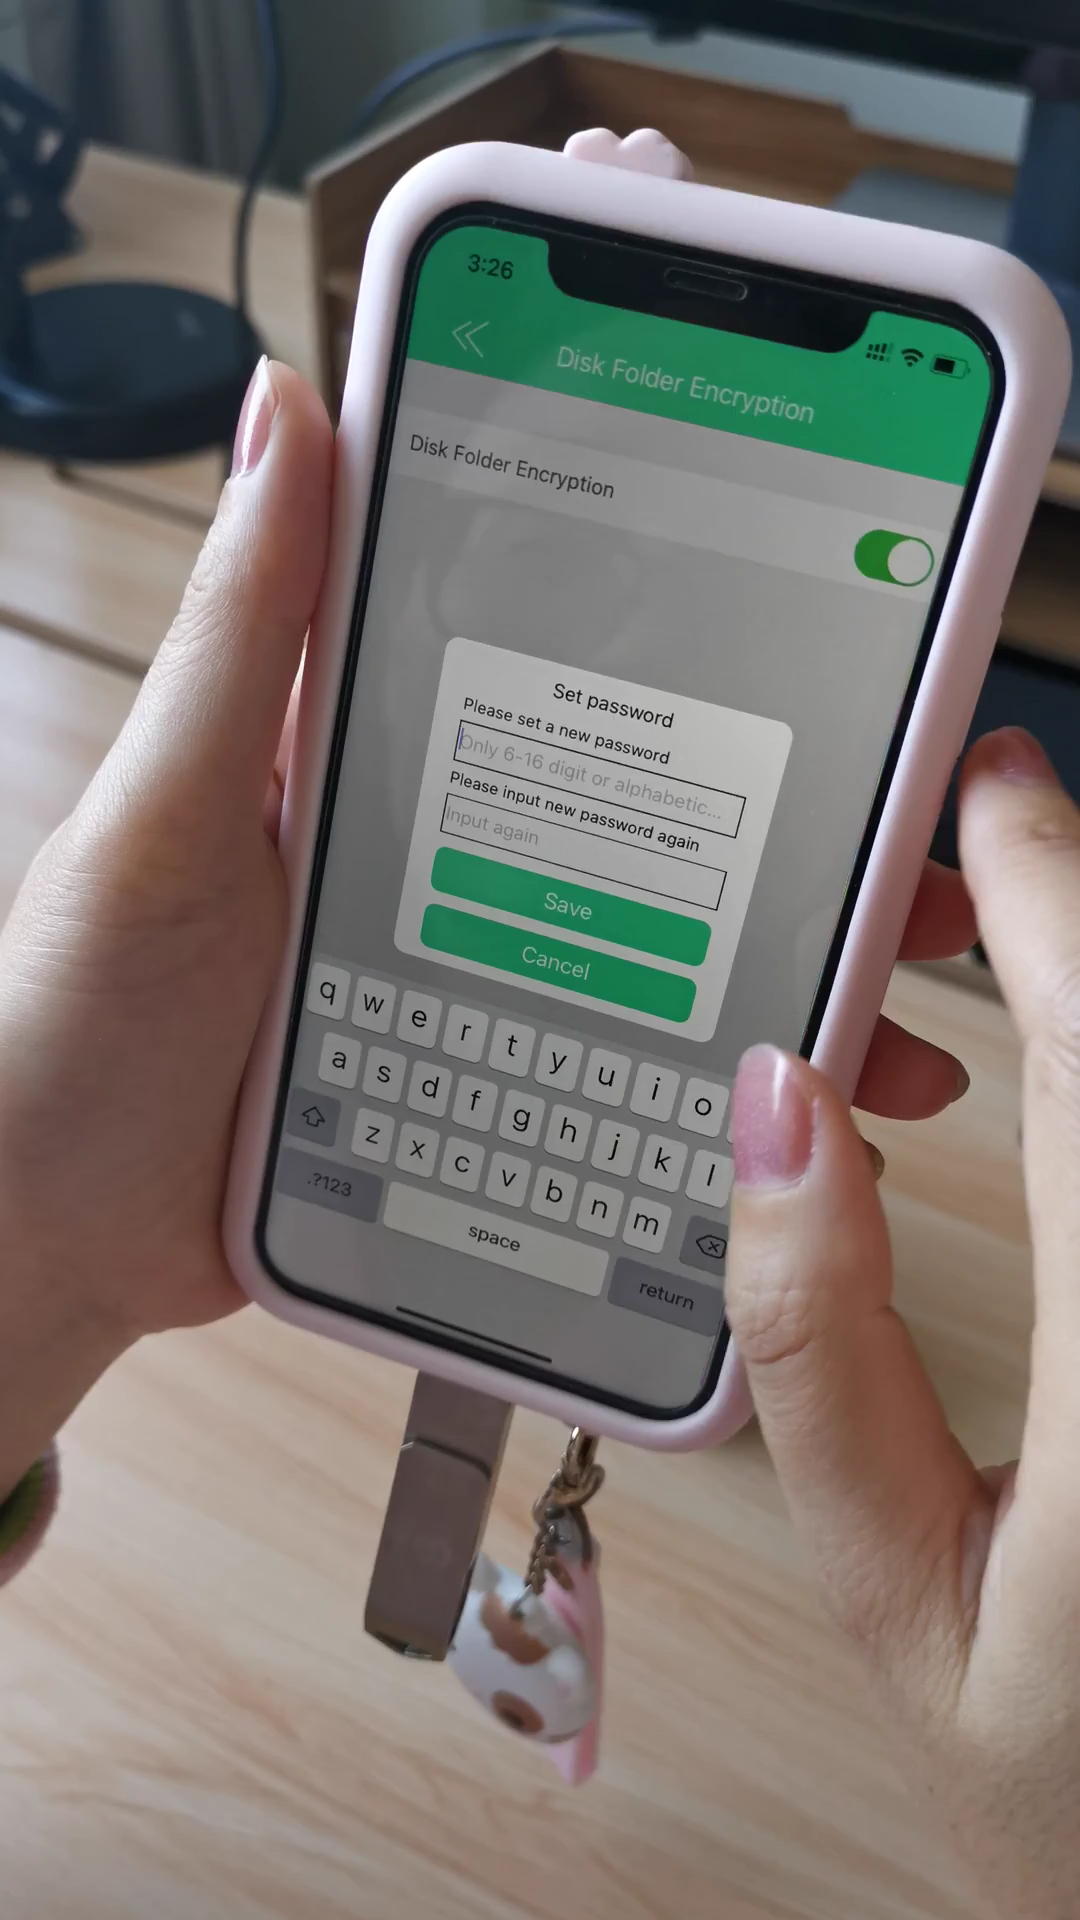 3:26
Disk Folder Encryption
Disk Folder Encryption
Set password
Please set a new password
Only 6-16 digit or alphabetic...
Please input new password again
Input again
Save
Cancel
q w e r t y u i o
a s d f g h j k l
z x c v b n m
.?123
space
return